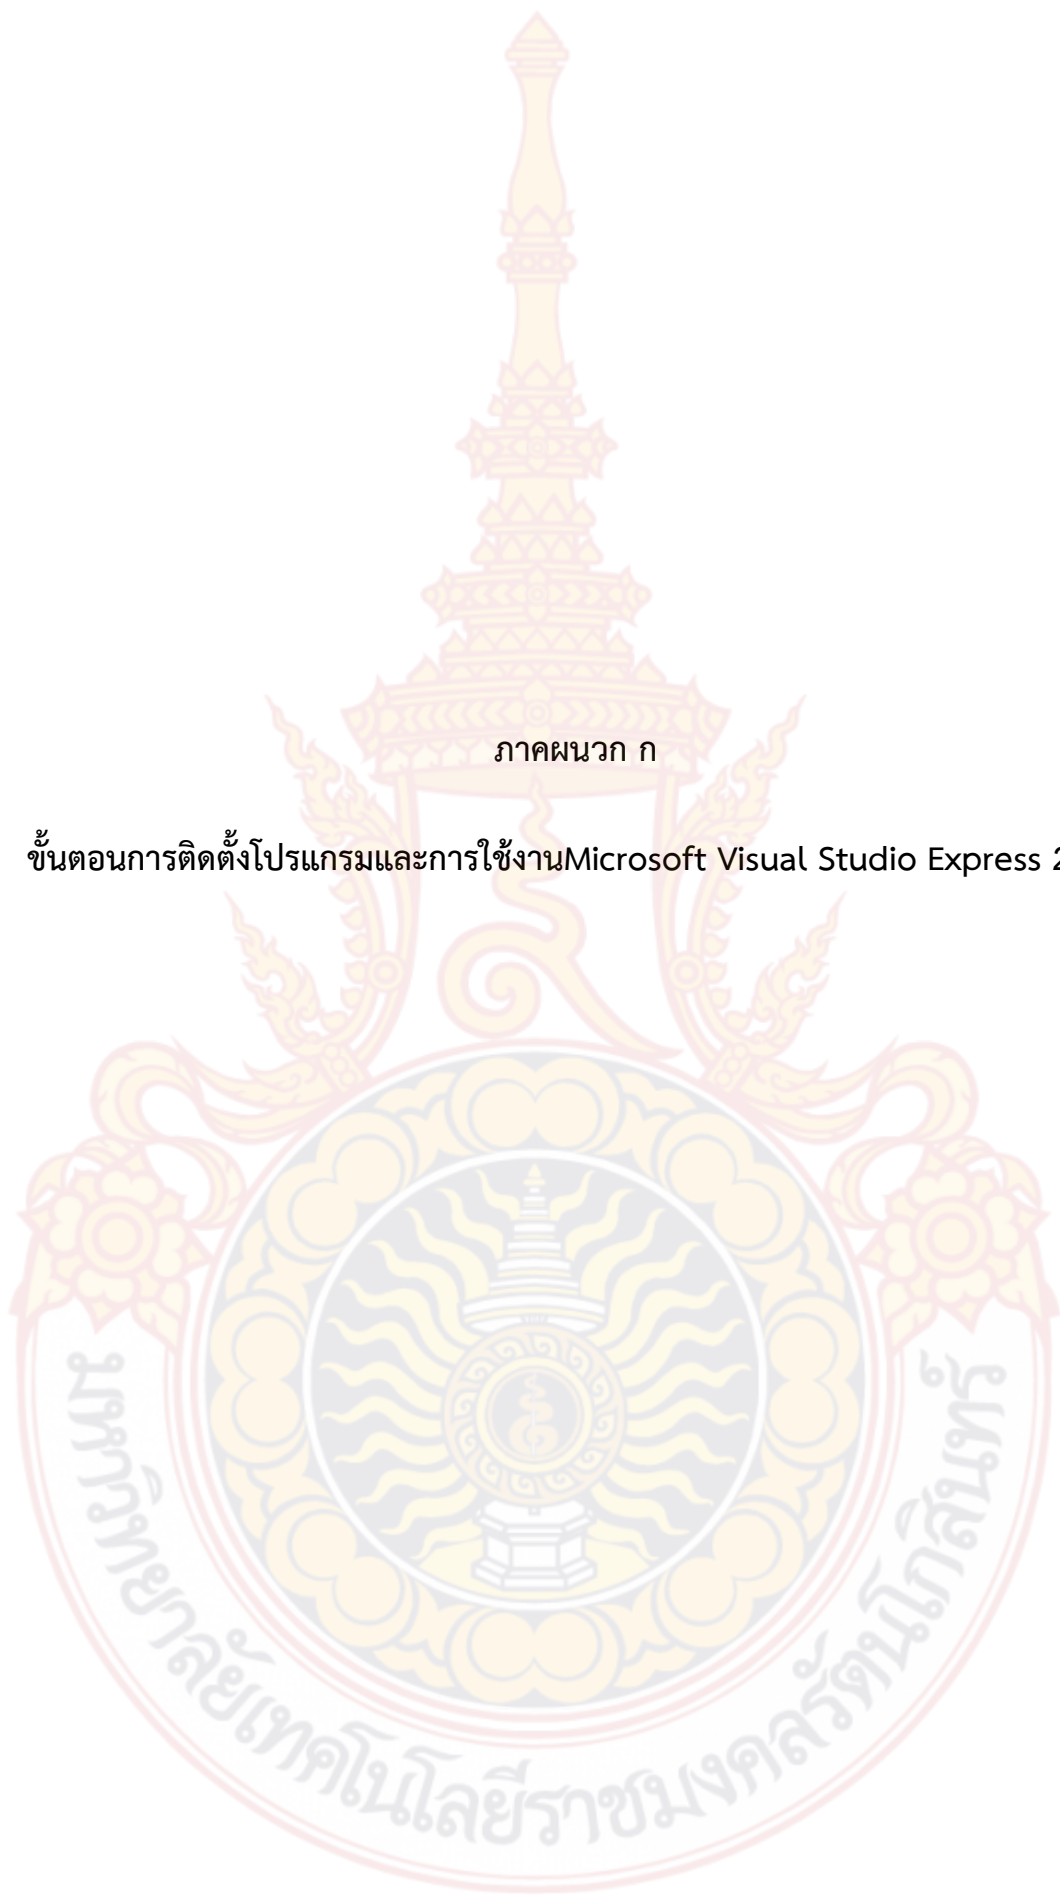 ภาคผนวก ก
ขั้นตอนการติดตั้งโปรแกรมและการใช้งานMicrosoft Visual Studio Express 2
มหาวิทยาลัยเทคโนโลยีราชมงคลรัตนโกสินทร์